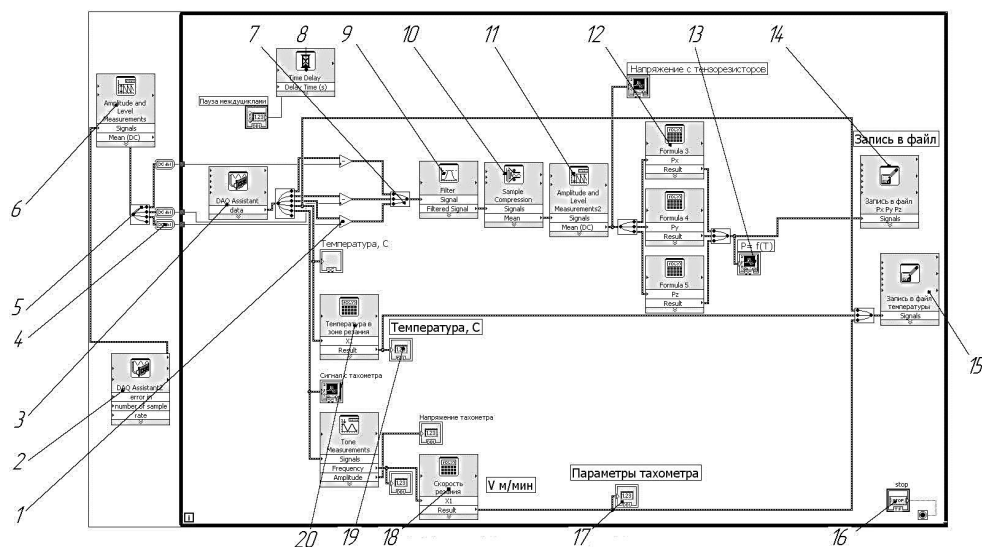 7
8
9
10
11
12
13
14
Time Delay
Delay Time (s)
Пауза междуциклами
Напряжение с тензорезисторов
Amplitude and
Level
Measurements
Signals
Mean (DC)
6
DAQ Assistant
data
Filter
Signal
Filtered Signal
Sample
Compression
Signals
Mean
Amplitude and
Level
Measurements2
Signals
Mean (DC)
Formula 3
Px
Result
Formula 4
Py
Result
Formula 5
Pz
Result
P= f(T)
Запись в файл
Запись в файл
Px Py Pz
Signals
5
4
Температура, С
Температура в
зоне резания
X1
Result
Температура, С
Запись в файл
температуры
Signals
15
3
DAQ Assistant2
error in
number of sample
rate
2
1
Сигнал с тахометра
Tone
Measurements
Signals
Frequency
Amplitude
Напряжение тахометра
Скорость
резания
X1
Result
V м/мин
Параметры тахометра
stop
STOP
i
20
19
18
17
16